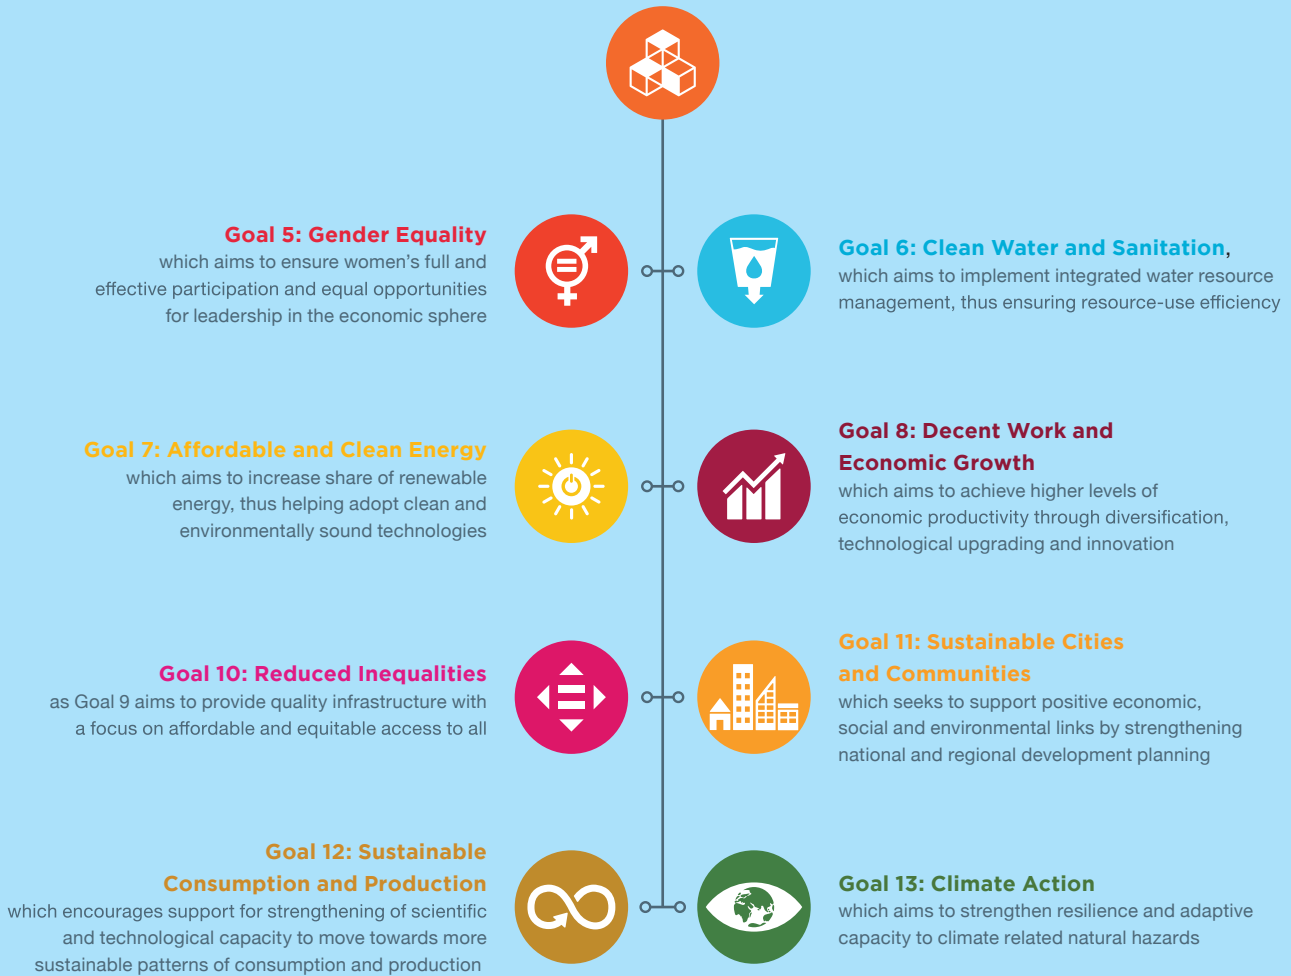 Goal 5: Gender Equality
which aims to ensure women’s full and
effective participation and equal opportunities
for leadership in the economic sphere
Goal 6: Clean Water and Sanitation,
which aims to implement integrated water resource
management, thus ensuring resource-use efficiency
Goal 7: Affordable and Clean Energy
which aims to increase share of renewable
energy, thus helping adopt clean and
environmentally sound technologies
Goal 8: Decent Work and
Economic Growth
which aims to achieve higher levels of
economic productivity through diversification,
technological upgrading and innovation
Goal 10: Reduced Inequalities
as Goal 9 aims to provide quality infrastructure with
a focus on affordable and equitable access to all
Goal 11: Sustainable Cities
and Communities
which seeks to support positive economic,
social and environmental links by strengthening
national and regional development planning
Goal 12: Sustainable
Consumption and Production
which encourages support for strengthening of scientific
and technological capacity to move towards more
sustainable patterns of consumption and production
Goal 13: Climate Action
which aims to strengthen resilience and adaptive
capacity to climate related natural hazards